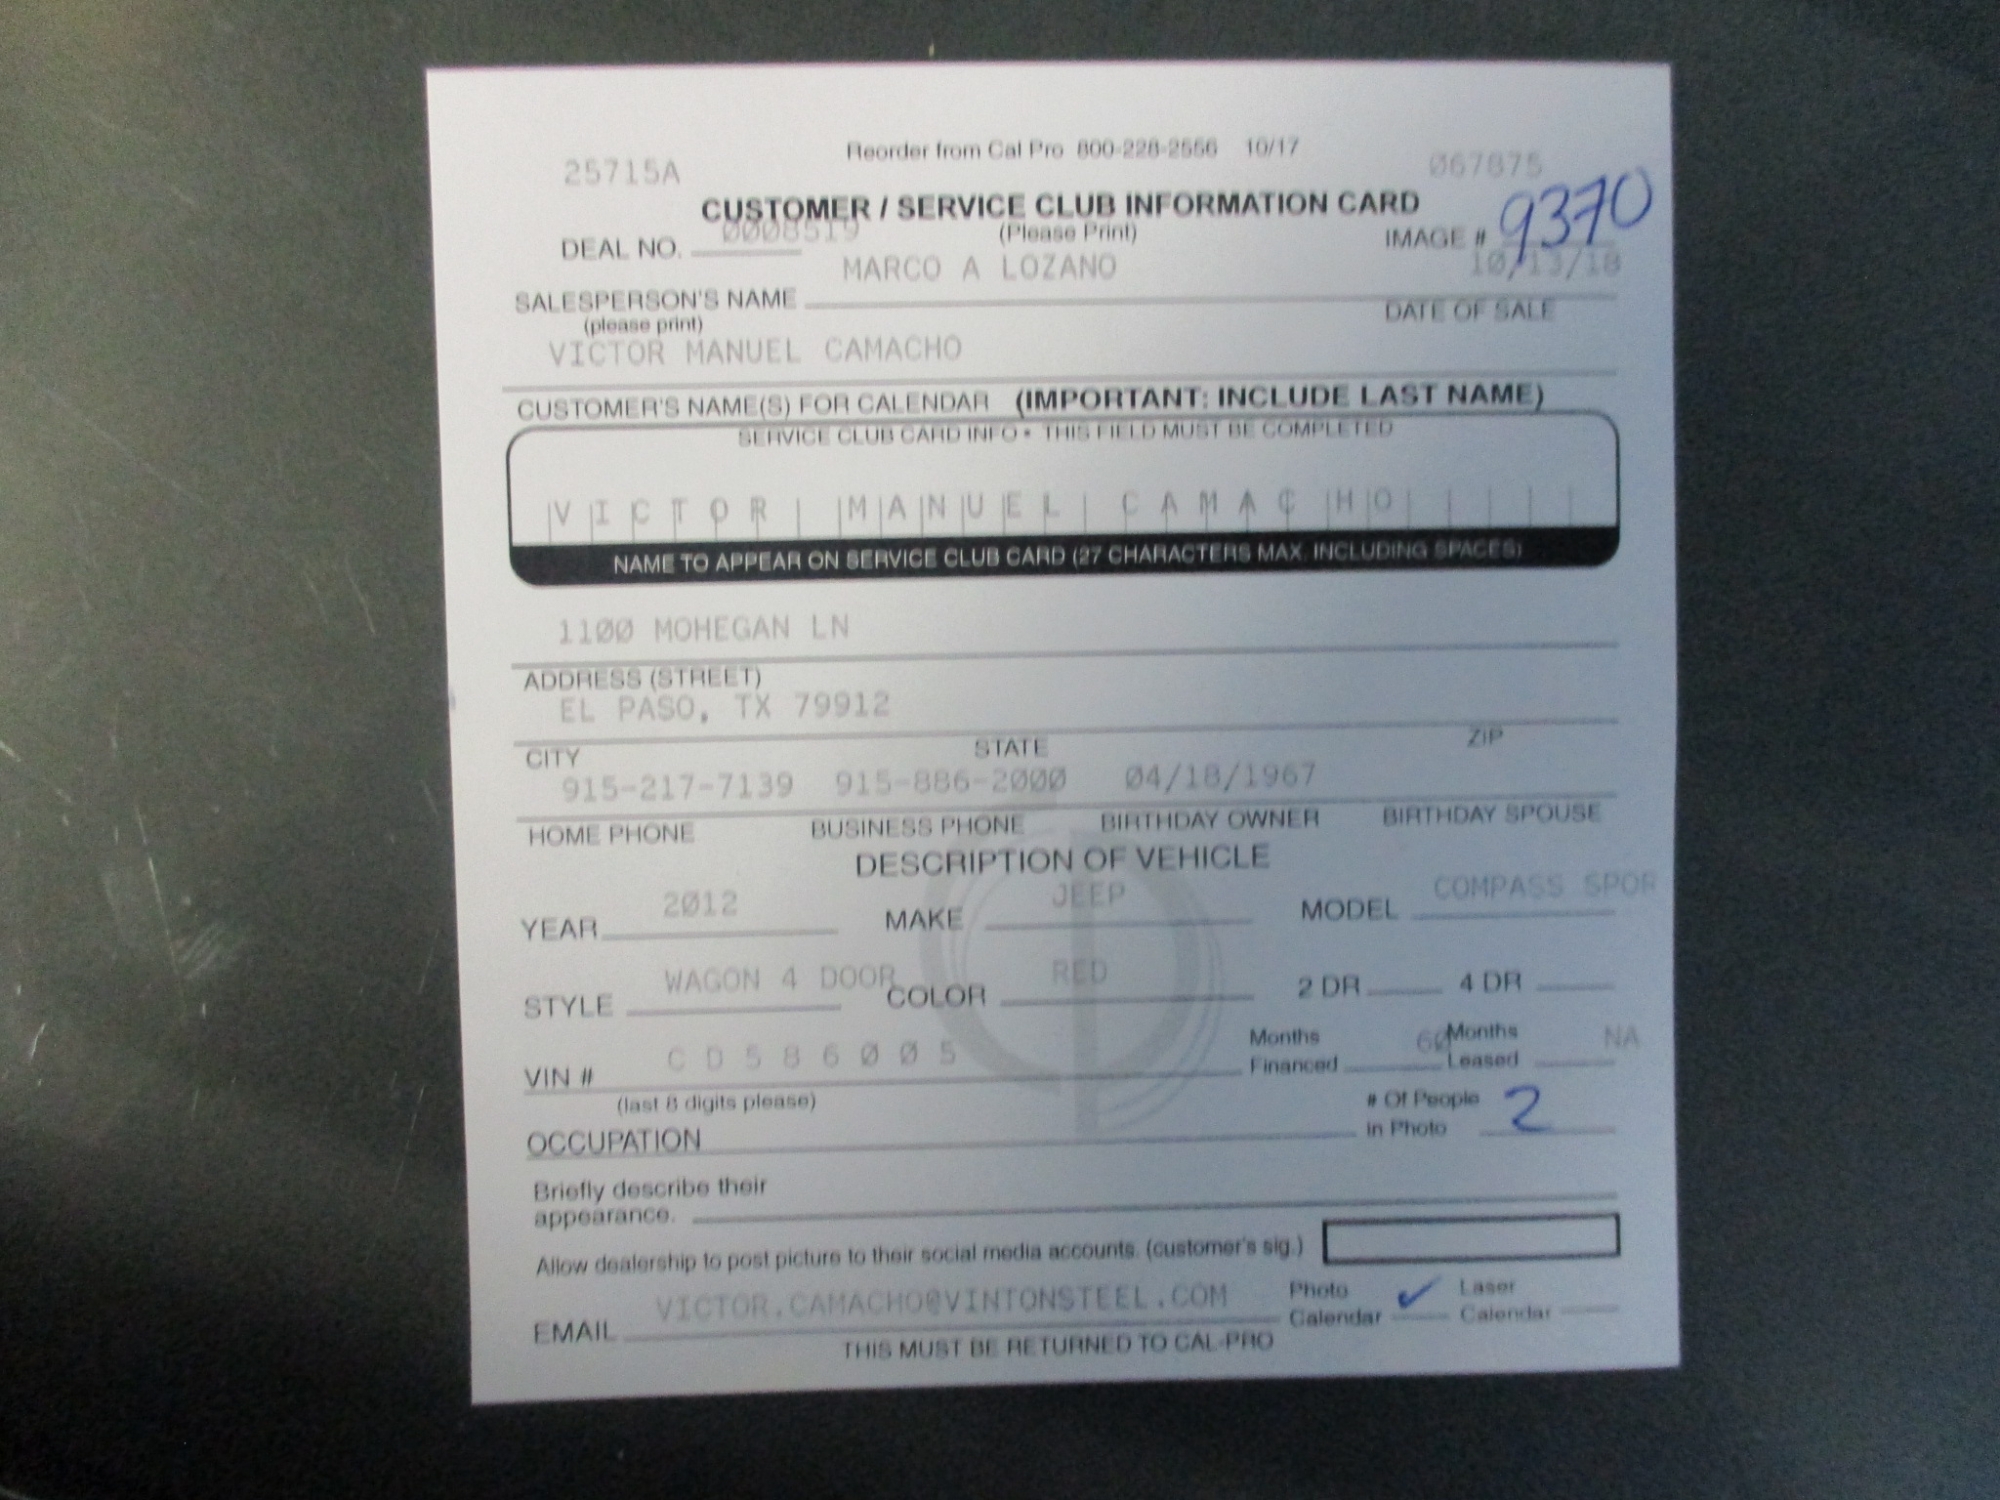 Reorder from Cal Pro 800-228-2556 10/17
25715A 067875
CUSTOMER / SERVICE CLUB INFORMATION CARD
(Please Print)
DEAL NO. 0008519 IMAGE # 9370
MARCO A LOZANO 10/13/18
SALESPERSON'S NAME DATE OF SALE
(please print)
VICTOR MANUEL CAMACHO
CUSTOMER'S NAME(S) FOR CALENDAR (IMPORTANT: INCLUDE LAST NAME)
SERVICE CLUB CARD INFO • THIS FIELD MUST BE COMPLETED
VICTOR MANUEL CAMACHO
NAME TO APPEAR ON SERVICE CLUB CARD (27 CHARACTERS MAX. INCLUDING SPACES)
1100 MOHEGAN LN
ADDRESS (STREET)
EL PASO, TX 79912
CITY STATE ZIP
915-217-7139 915-886-2000 04/18/1967
HOME PHONE BUSINESS PHONE BIRTHDAY OWNER BIRTHDAY SPOUSE
DESCRIPTION OF VEHICLE
YEAR 2012 MAKE JEEP MODEL COMPASS SPOR
STYLE WAGON 4 DOOR COLOR RED 2 DR 4 DR
VIN # CD586005 Months Financed 60 Months Leased NA
(last 8 digits please)
OCCUPATION # Of People in Photo 2
Briefly describe their
appearance.
Allow dealership to post picture to their social media accounts. (customer's sig.)
EMAIL VICTOR.CAMACHO@VINTONSTEEL.COM Photo Calendar ✓ Laser Calendar
THIS MUST BE RETURNED TO CAL-PRO